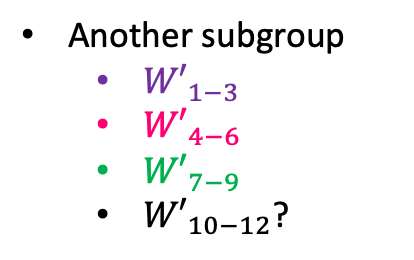 • Another subgroup
• W′₁₋₃
• W′₄₋₆
• W′₇₋₉
• W′₁₀₋₁₂?